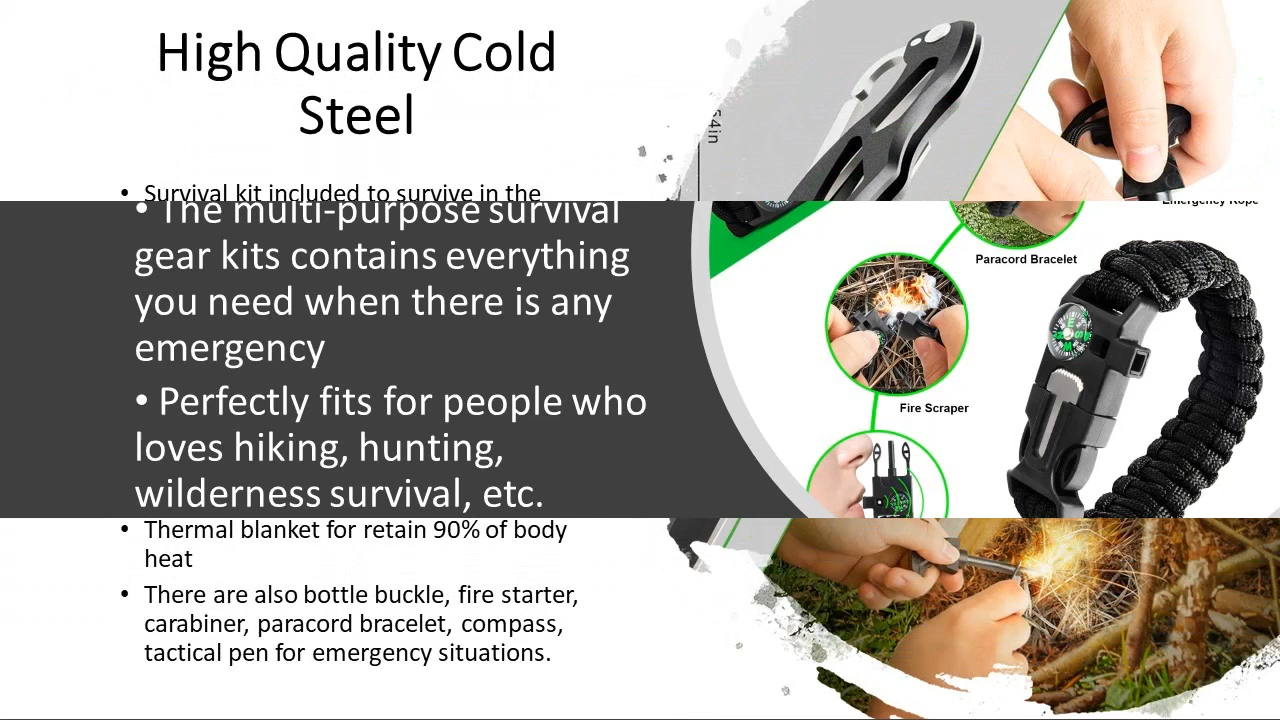 High Quality Cold
Steel
54in
• Survival kit included to survive in the
• The multi-purpose survival
gear kits contains everything
you need when there is any
emergency
• Perfectly fits for people who
loves hiking, hunting,
wilderness survival, etc.
Emergency Rope
Paracord Bracelet
Fire Scraper
• Thermal blanket for retain 90% of body
heat
• There are also bottle buckle, fire starter,
carabiner, paracord bracelet, compass,
tactical pen for emergency situations.